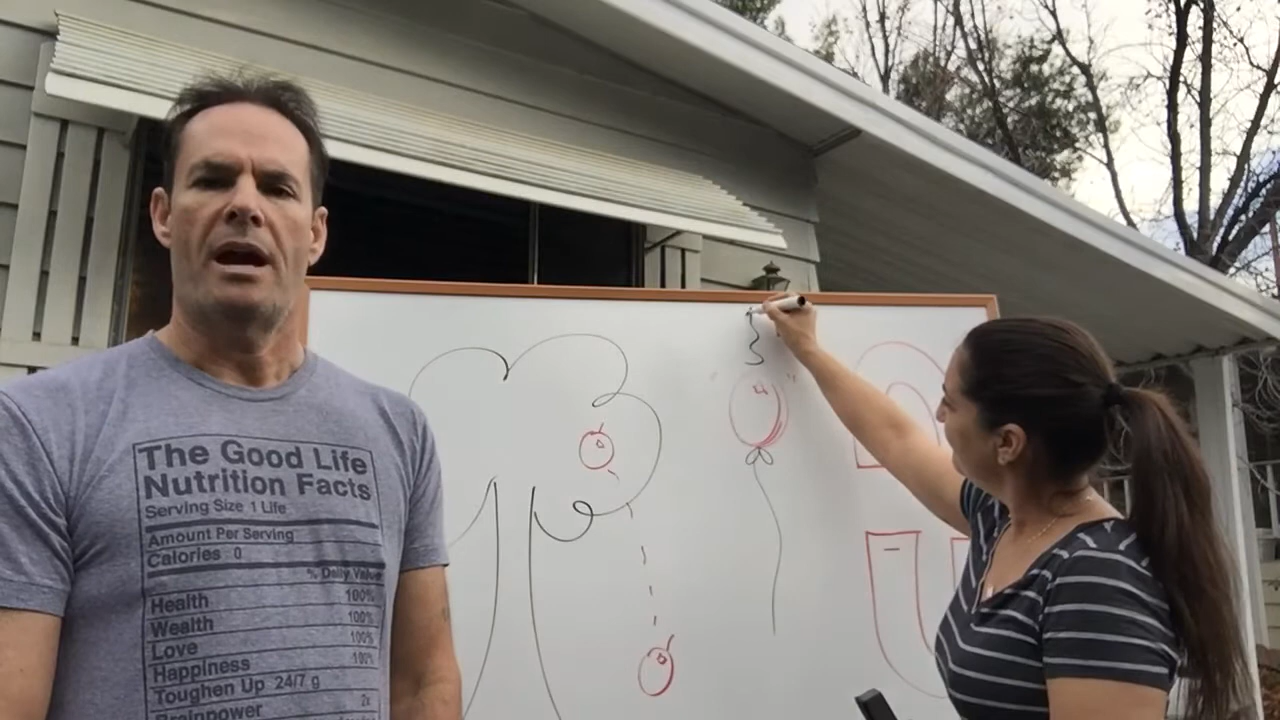 The Good Life
Nutrition Facts
Serving Size 1 Life
Amount Per Serving
Calories 0
% Daily Value
Health 100%
Wealth 100%
Love 100%
Happiness 100%
Toughen Up 24/7 g
Brainpower 2x